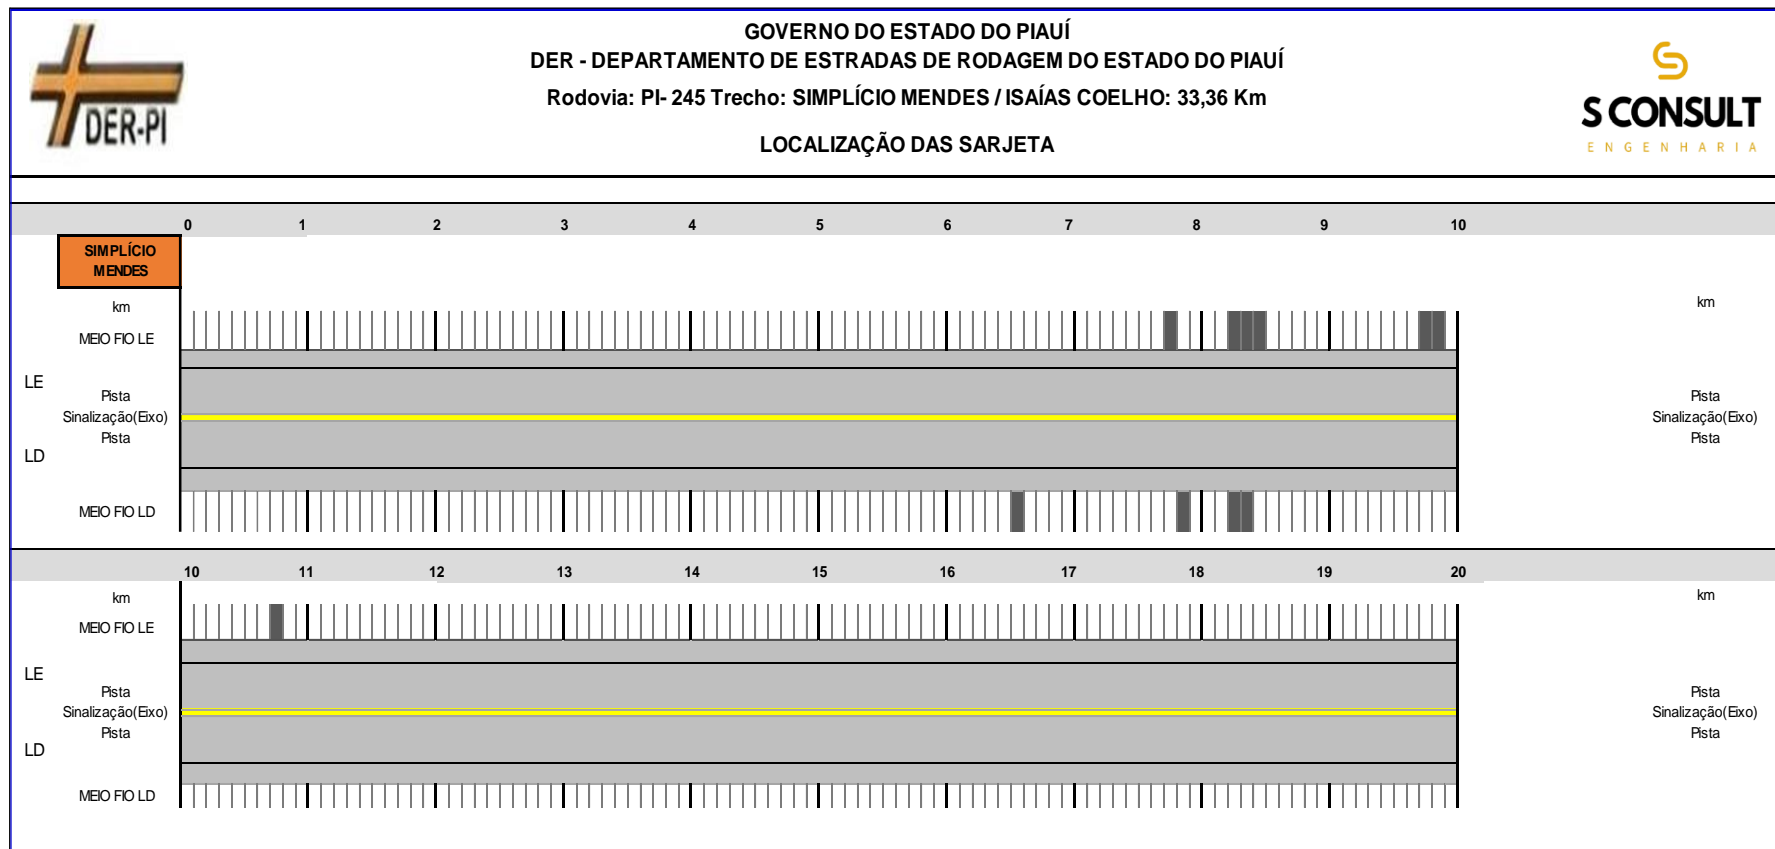 GOVERNO DO ESTADO DO PIAUÍ
DER - DEPARTAMENTO DE ESTRADAS DE RODAGEM DO ESTADO DO PIAUÍ
Rodovia: PI- 245 Trecho: SIMPLÍCIO MENDES / ISAÍAS COELHO: 33,36 Km
LOCALIZAÇÃO DAS SARJETA
DER-PI
S CONSULT
ENGENHARIA
0 1 2 3 4 5 6 7 8 9 10
SIMPLÍCIO
MENDES
km km
MEIO FIO LE
LE
Pista Pista
Sinalização(Eixo) Sinalização(Eixo)
Pista Pista
LD
MEIO FIO LD
10 11 12 13 14 15 16 17 18 19 20
km km
MEIO FIO LE
LE
Pista Pista
Sinalização(Eixo) Sinalização(Eixo)
Pista Pista
LD
MEIO FIO LD